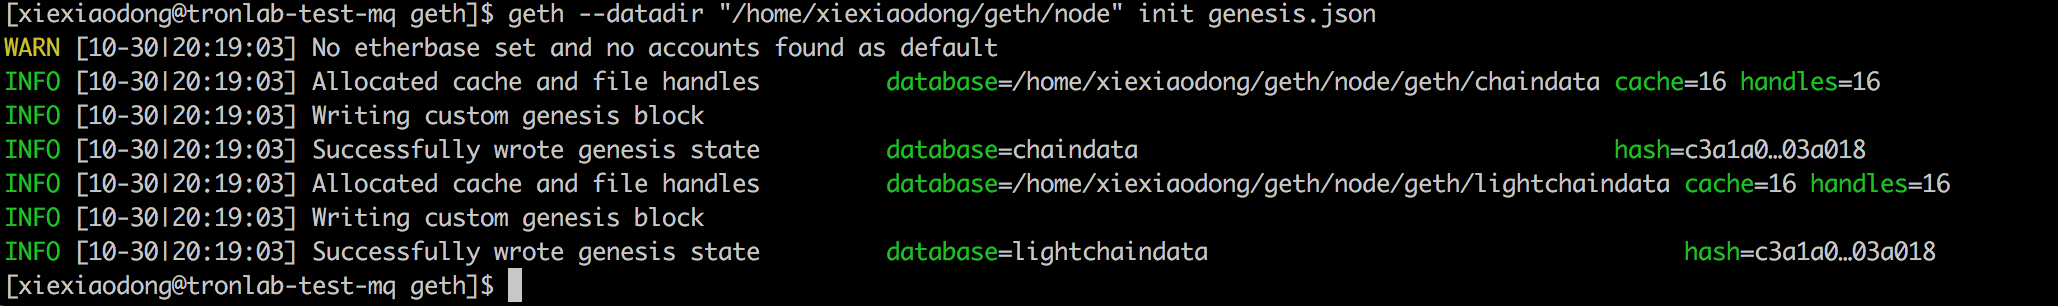 [xiexiaodong@tronlab-test-mq geth]$ geth --datadir "/home/xiexiaodong/geth/node" init genesis.json
WARN [10-30|20:19:03] No etherbase set and no accounts found as default
INFO [10-30|20:19:03] Allocated cache and file handles         database=/home/xiexiaodong/geth/node/geth/chaindata cache=16 handles=16
INFO [10-30|20:19:03] Writing custom genesis block
INFO [10-30|20:19:03] Successfully wrote genesis state         database=chaindata                                  hash=c3a1a0…03a018
INFO [10-30|20:19:03] Allocated cache and file handles         database=/home/xiexiaodong/geth/node/geth/lightchaindata cache=16 handles=16
INFO [10-30|20:19:03] Writing custom genesis block
INFO [10-30|20:19:03] Successfully wrote genesis state         database=lightchaindata                                  hash=c3a1a0…03a018
[xiexiaodong@tronlab-test-mq geth]$